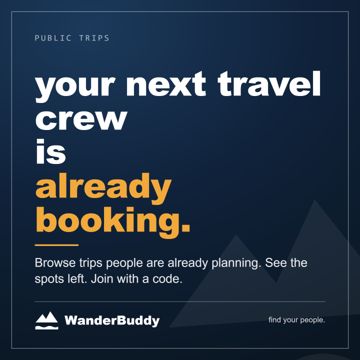 PUBLIC TRIPS
your next travel
crew
is
already
booking.
Browse trips people are already planning. See the
spots left. Join with a code.
WanderBuddy
find your people.